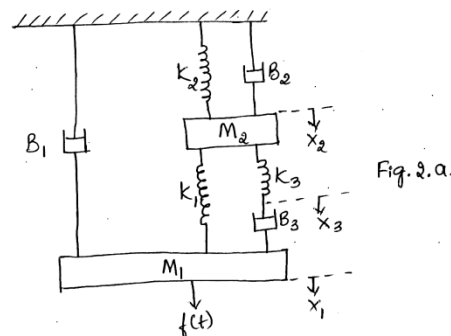 K₂
B₂
B₁
M₂
x₂
K₁
K₃
Fig. 2.a.
B₃
x₃
M₁
x₁
f(t)